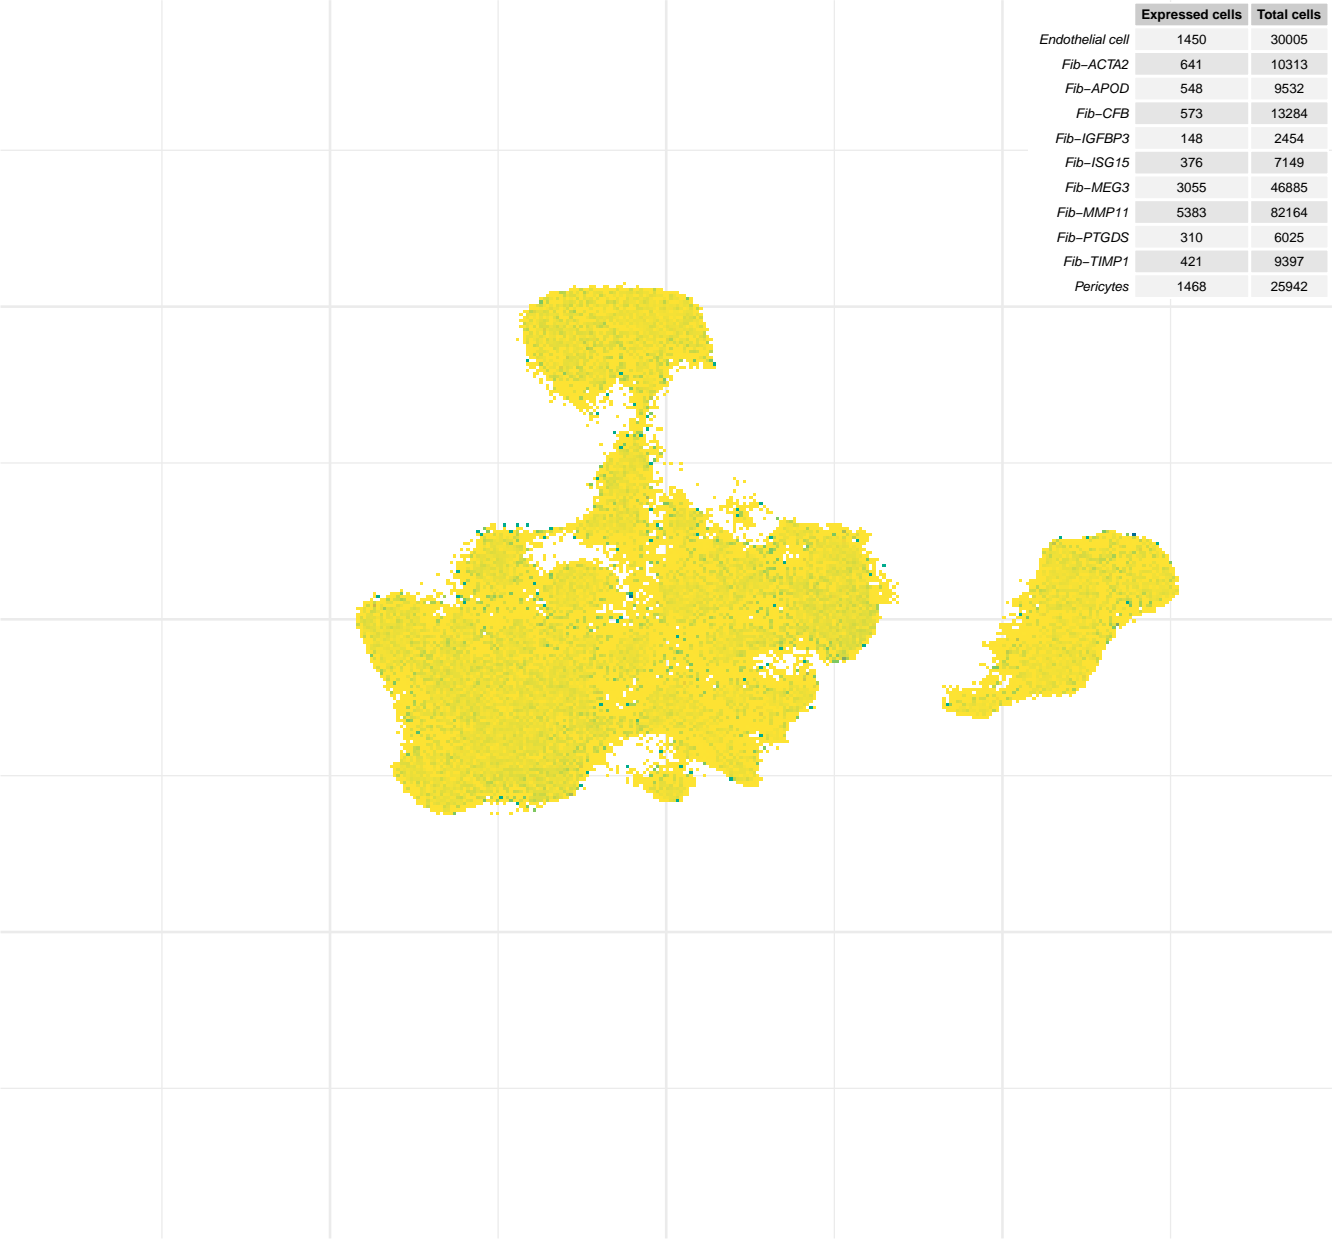 Expressed cells Total cells
Endothelial cell 1450 30005
Fib−ACTA2 641 10313
Fib−APOD 548 9532
Fib−CFB 573 13284
Fib−IGFBP3 148 2454
Fib−ISG15 376 7149
Fib−MEG3 3055 46885
Fib−MMP11 5383 82164
Fib−PTGDS 310 6025
Fib−TIMP1 421 9397
Pericytes 1468 25942